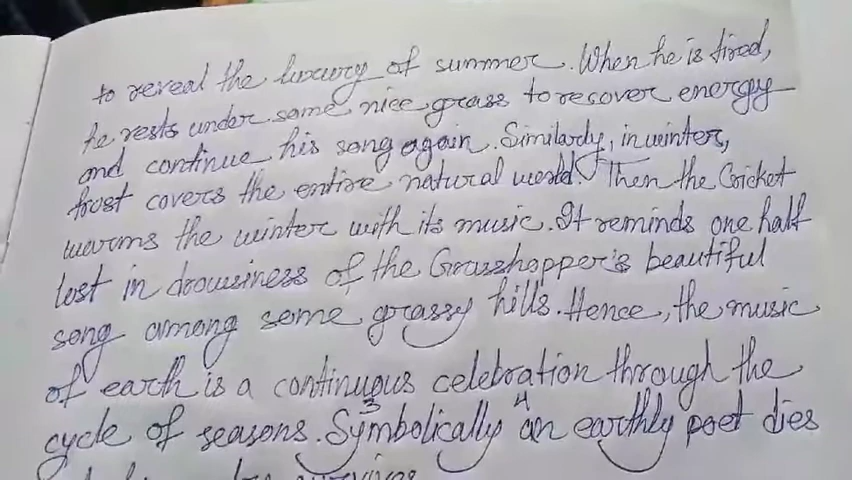 to reveal the luxury of summer. When he is tired,
he rests under some nice grass to recover energy
and continue his song again. Similarly, in winter,
frost covers the entire natural world. Then the Cricket
warms the winter with its music. It reminds one half
lost in drowsiness of the Grasshopper's beautiful
song among some grassy hills. Hence, the music
of earth is a continuous celebration through the
cycle of seasons. Symbolically an earthly poet dies